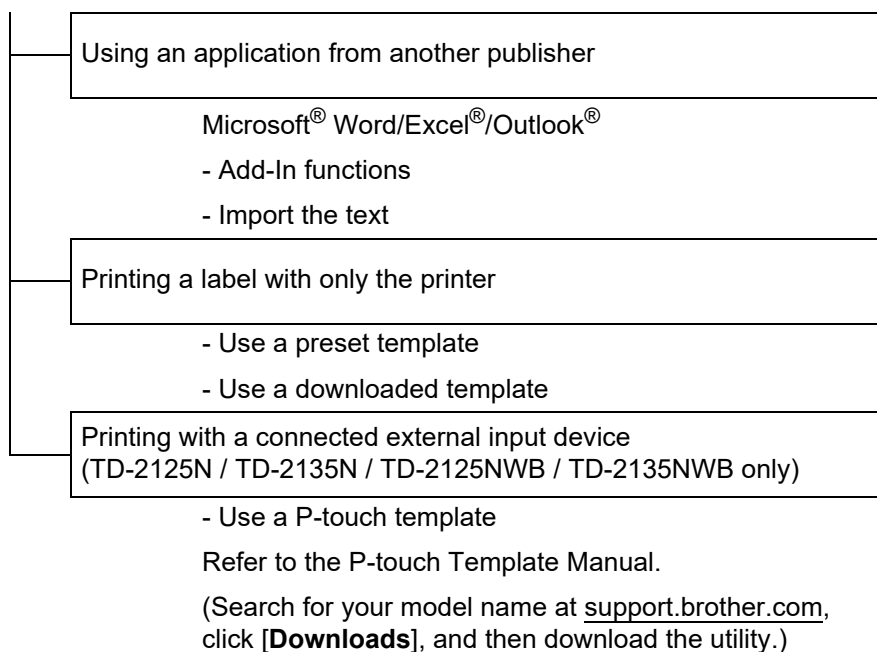 Using an application from another publisher
Microsoft® Word/Excel®/Outlook®
- Add-In functions
- Import the text
Printing a label with only the printer
- Use a preset template
- Use a downloaded template
Printing with a connected external input device
(TD-2125N / TD-2135N / TD-2125NWB / TD-2135NWB only)
- Use a P-touch template
Refer to the P-touch Template Manual.
(Search for your model name at support.brother.com,
click [Downloads], and then download the utility.)